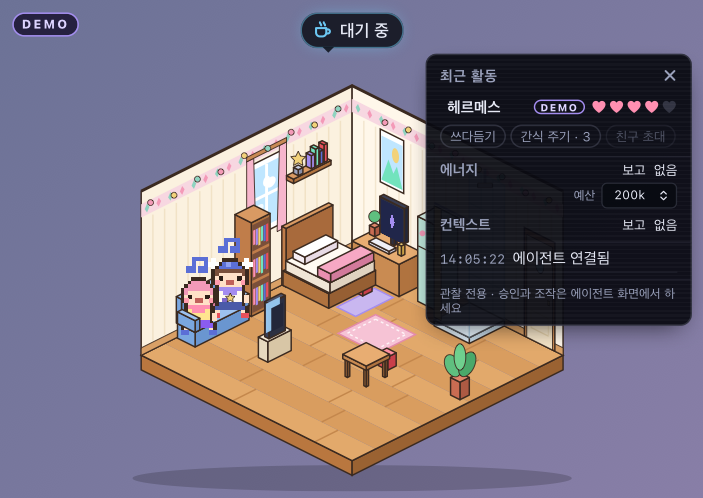 DEMO
대기 중
최근 활동
헤르메스 DEMO
쓰다듬기 간식 주기 · 3 친구 초대
에너지 보고 없음
예산 200k
컨텍스트 보고 없음
14:05:22 에이전트 연결됨
관찰 전용 · 승인과 조작은 에이전트 화면에서 하
세요